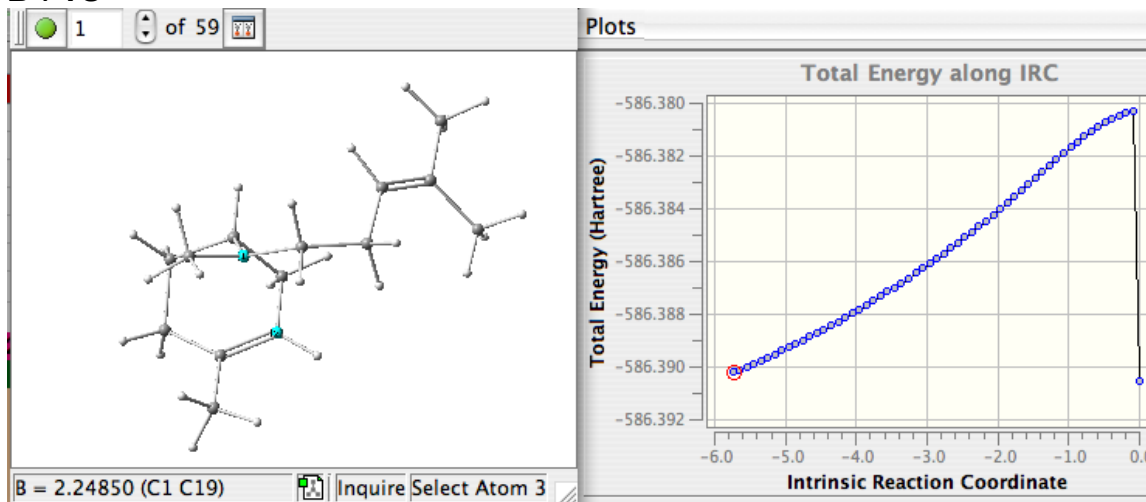 1 of 59
Plots
Total Energy along IRC
Total Energy (Hartree)
-586.380
-586.382
-586.384
-586.386
-586.388
-586.390
-586.392
-6.0 -5.0 -4.0 -3.0 -2.0 -1.0
Intrinsic Reaction Coordinate
B = 2.24850 (C1 C19) Inquire Select Atom 3